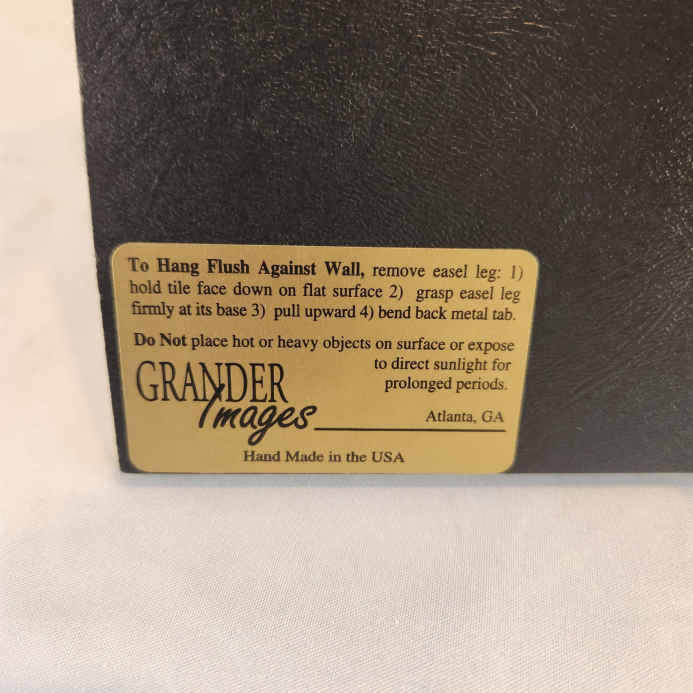 To Hang Flush Against Wall, remove easel leg: 1)
hold tile face down on flat surface 2) grasp easel leg
firmly at its base 3) pull upward 4) bend back metal tab.
Do Not place hot or heavy objects on surface or expose
to direct sunlight for
prolonged periods.
GRANDER
Images
Atlanta, GA
Hand Made in the USA